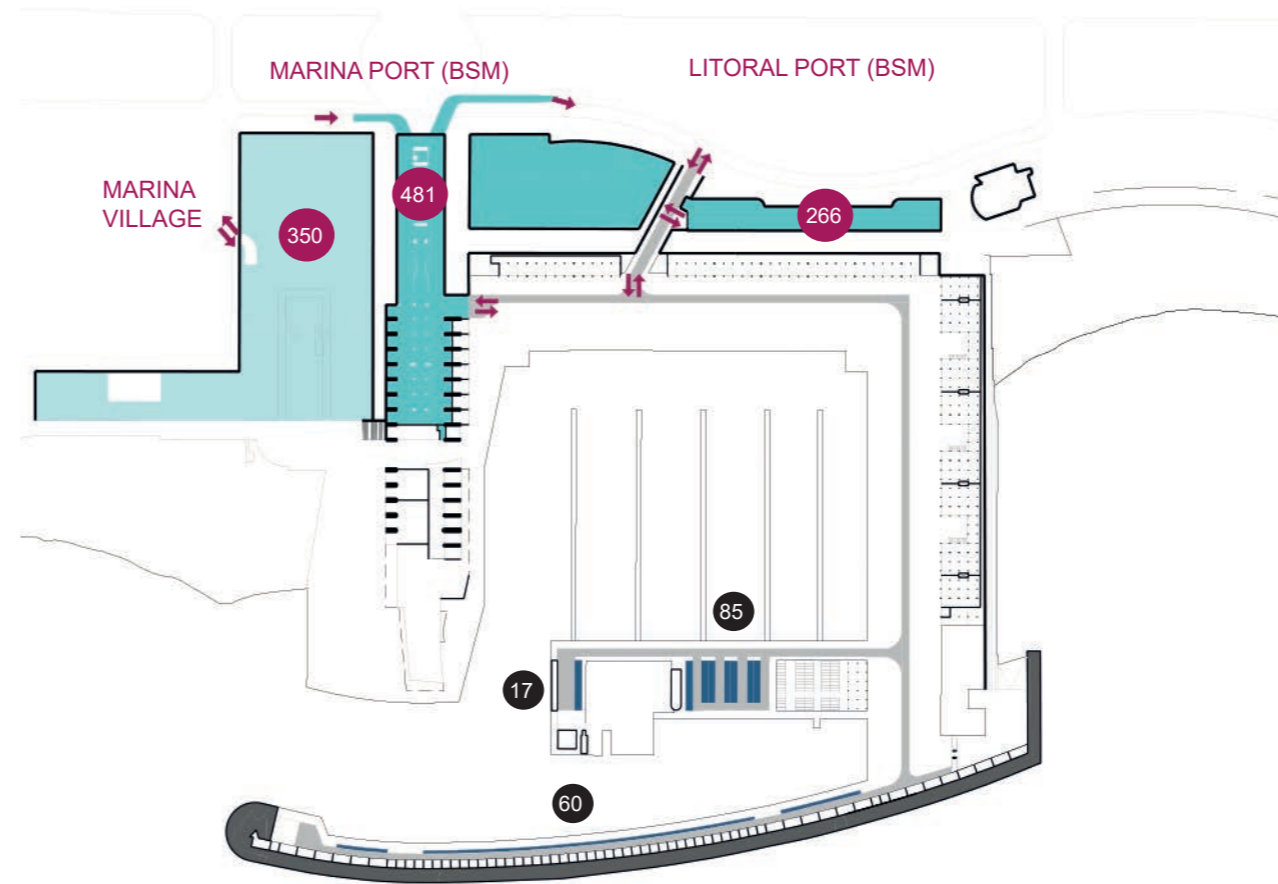 MARINA PORT (BSM)
LITORAL PORT (BSM)
MARINA
VILLAGE
481
350
266
85
17
60